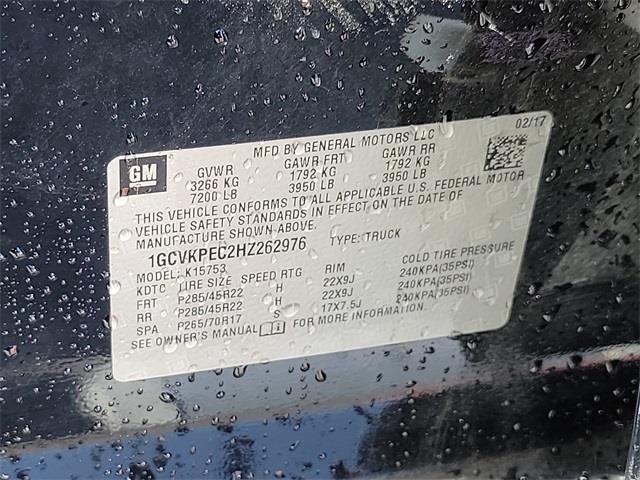 MFD BY GENERAL MOTORS LLC 02/17
GM
GVWR GAWR FRT GAWR RR
3266 KG 1792 KG 1792 KG
7200 LB 3950 LB 3950 LB
THIS VEHICLE CONFORMS TO ALL APPLICABLE U.S. FEDERAL MOTOR
VEHICLE SAFETY STANDARDS IN EFFECT ON THE DATE OF
MANUFACTURE SHOWN ABOVE.
1GCVKPEC2HZ262976 TYPE: TRUCK
MODEL: K15753
KDTC TIRE SIZE SPEED RTG RIM COLD TIRE PRESSURE
FRT P285/45R22 H 22X9J 240KPA(35PSI)
RR P285/45R22 H 22X9J 240KPA(35PSI)
SPA P265/70R17 S 17X7.5J 240KPA(35PSI)
SEE OWNER'S MANUAL FOR MORE INFORMATION.